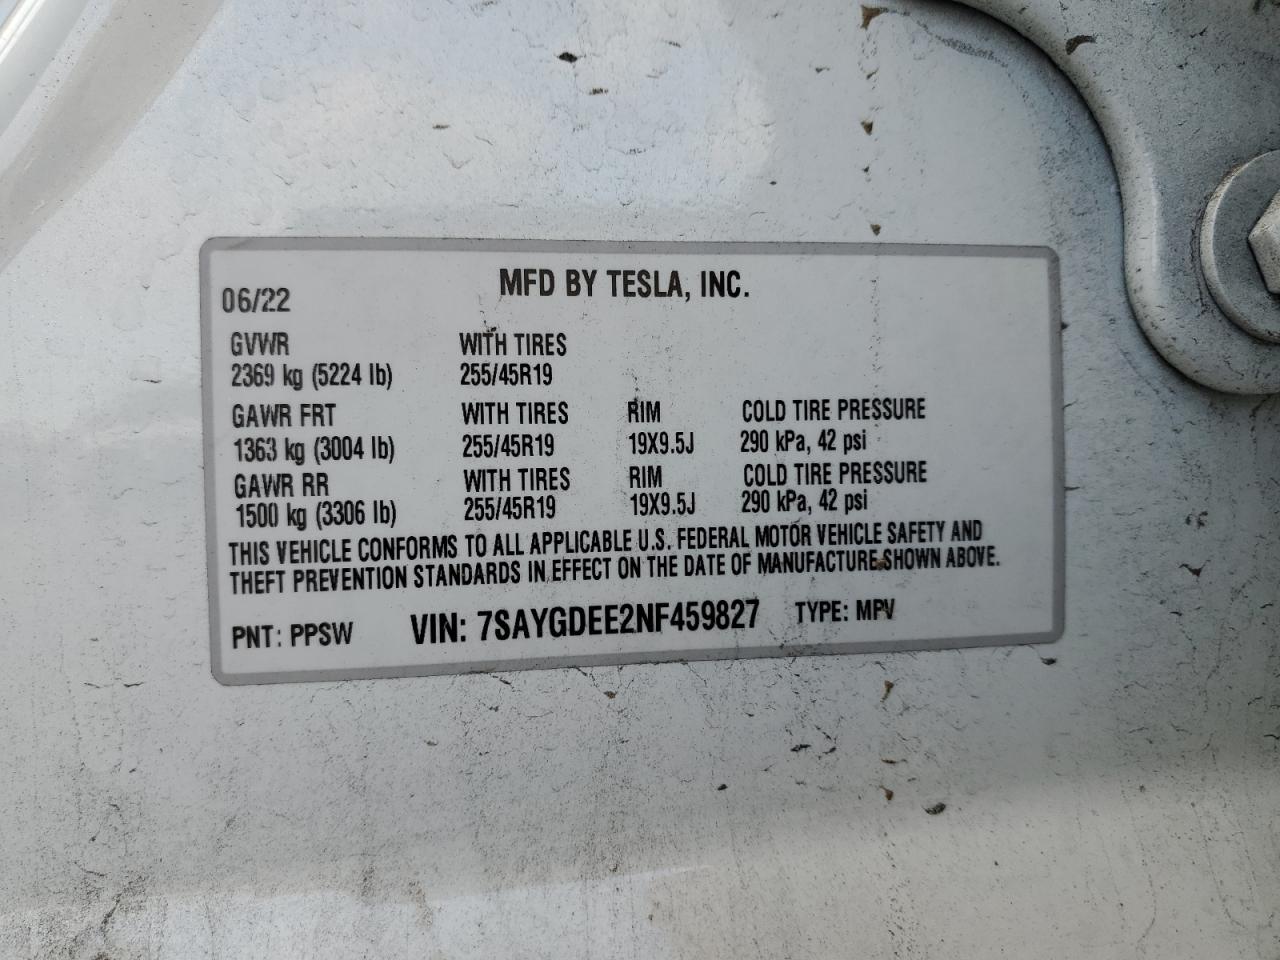 MFD BY TESLA, INC.
06/22
GVWR WITH TIRES
2369 kg (5224 lb) 255/45R19
GAWR FRT WITH TIRES RIM COLD TIRE PRESSURE
1363 kg (3004 lb) 255/45R19 19X9.5J 290 kPa, 42 psi
GAWR RR WITH TIRES RIM COLD TIRE PRESSURE
1500 kg (3306 lb) 255/45R19 19X9.5J 290 kPa, 42 psi
THIS VEHICLE CONFORMS TO ALL APPLICABLE U.S. FEDERAL MOTOR VEHICLE SAFETY AND
THEFT PREVENTION STANDARDS IN EFFECT ON THE DATE OF MANUFACTURE SHOWN ABOVE.
PNT: PPSW VIN: 7SAYGDEE2NF459827 TYPE: MPV